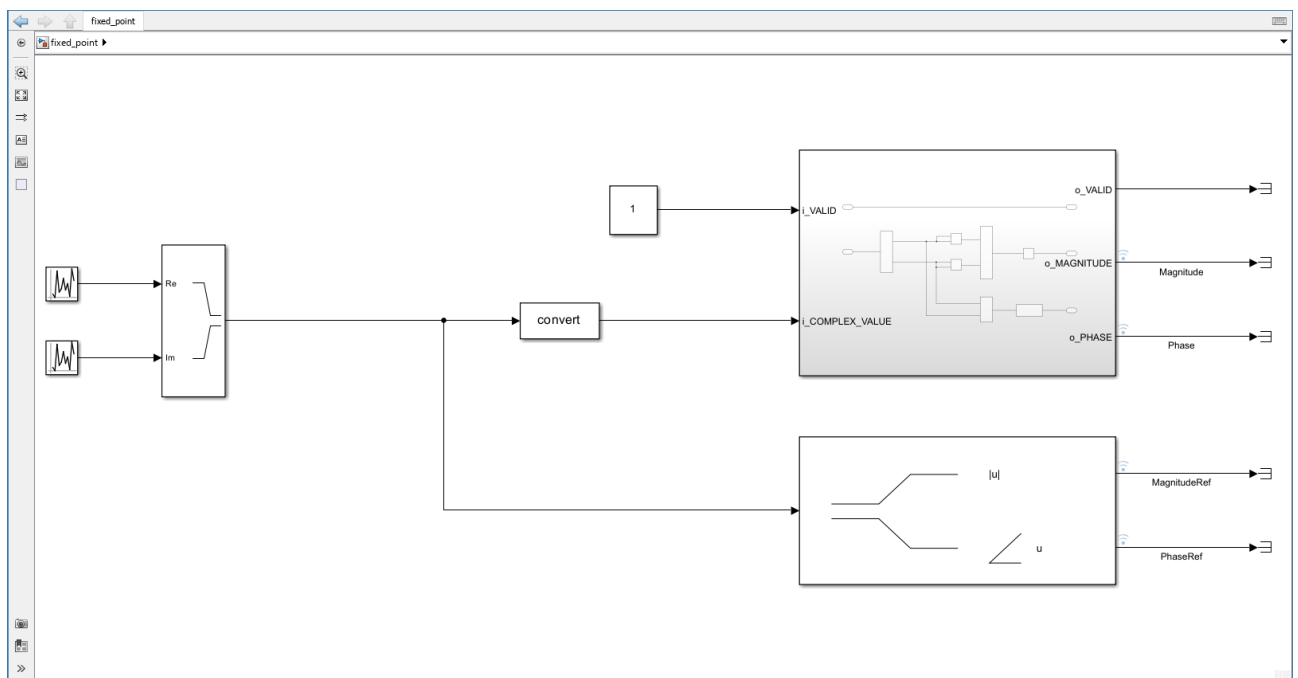 fixed_point
fixed_point
1
i_VALID
o_VALID
o_MAGNITUDE
Magnitude
Re
convert
i_COMPLEX_VALUE
o_PHASE
Phase
Im
|u|
MagnitudeRef
u
PhaseRef